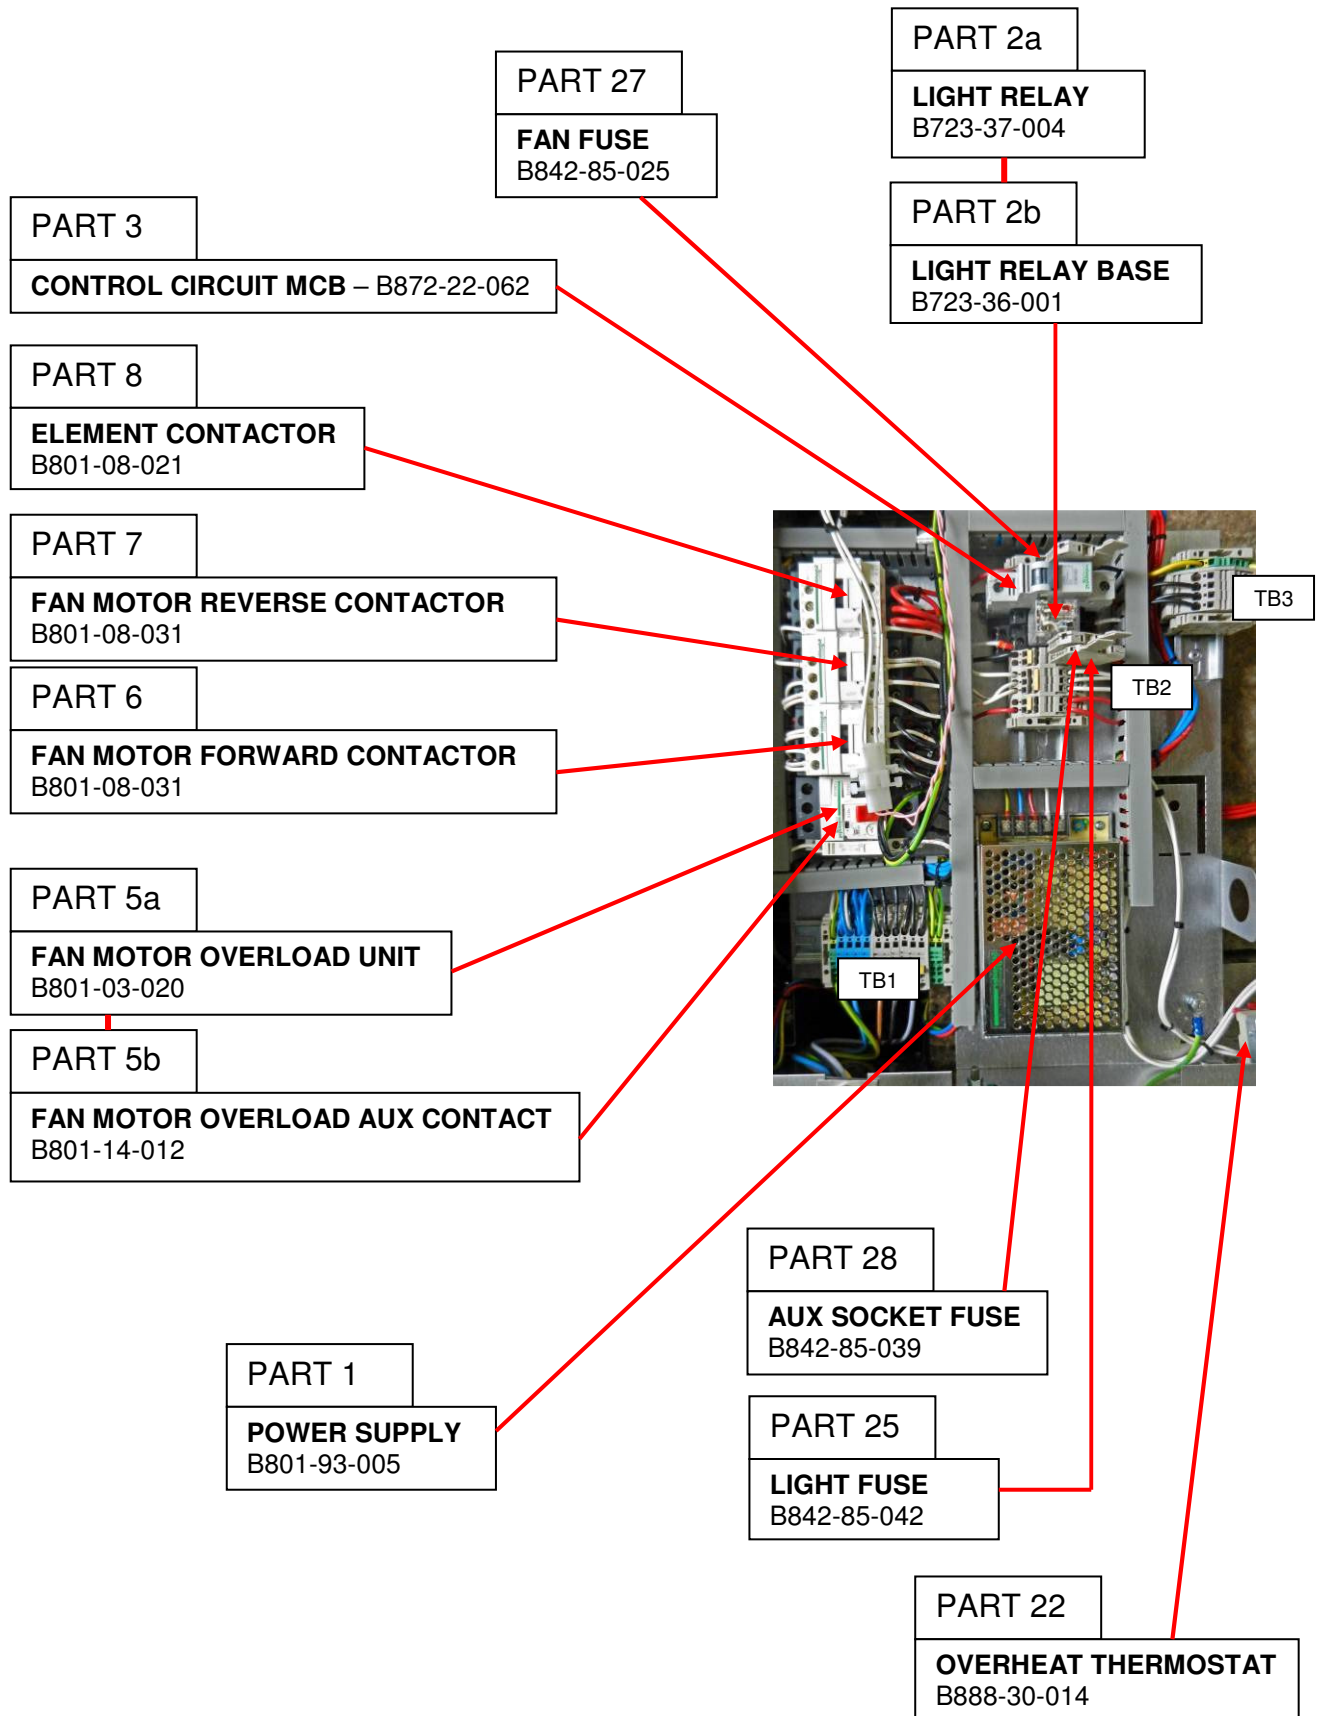 PART 2a
LIGHT RELAY
B723-37-004
PART 27
FAN FUSE
B842-85-025
PART 2b
LIGHT RELAY BASE
B723-36-001
PART 3
CONTROL CIRCUIT MCB – B872-22-062
PART 8
ELEMENT CONTACTOR
B801-08-021
PART 7
FAN MOTOR REVERSE CONTACTOR
B801-08-031
PART 6
FAN MOTOR FORWARD CONTACTOR
B801-08-031
TB3
TB2
TB1
PART 5a
FAN MOTOR OVERLOAD UNIT
B801-03-020
PART 5b
FAN MOTOR OVERLOAD AUX CONTACT
B801-14-012
PART 28
AUX SOCKET FUSE
B842-85-039
PART 1
POWER SUPPLY
B801-93-005
PART 25
LIGHT FUSE
B842-85-042
PART 22
OVERHEAT THERMOSTAT
B888-30-014